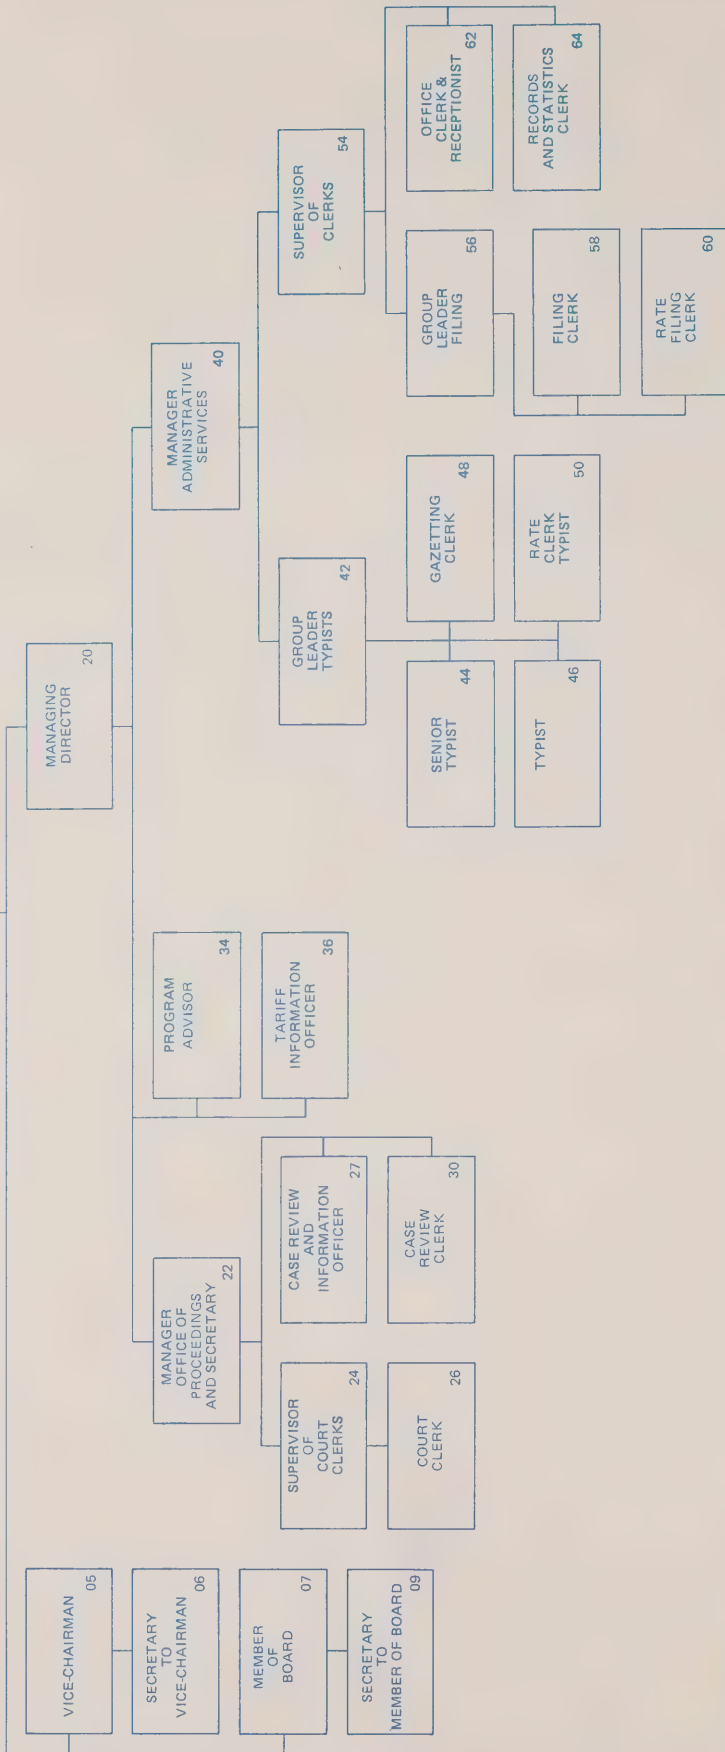 VICE-CHAIRMAN
05
SECRETARY
TO
VICE-CHAIRMAN
06
MEMBER
OF
BOARD
07
SECRETARY
TO
MEMBER OF BOARD
09
MANAGING
DIRECTOR
20
MANAGER
OFFICE OF
PROCEEDINGS
AND SECRETARY
22
SUPERVISOR
OF
COURT
CLERKS
24
COURT
CLERK
26
CASE REVIEW
AND
INFORMATION
OFFICER
27
CASE
REVIEW
CLERK
30
PROGRAM
ADVISOR
34
TARIFF
INFORMATION
OFFICER
36
MANAGER
ADMINISTRATIVE
SERVICES
40
GROUP
LEADER
TYPISTS
42
SENIOR
TYPIST
44
TYPIST
46
GAZETTING
CLERK
48
RATE
CLERK
TYPIST
50
SUPERVISOR
OF
CLERKS
54
GROUP
LEADER
FILING
56
FILING
CLERK
58
RATE
FILING
CLERK
60
OFFICE
CLERK &
RECEPTIONIST
62
RECORDS
AND STATISTICS
CLERK
64